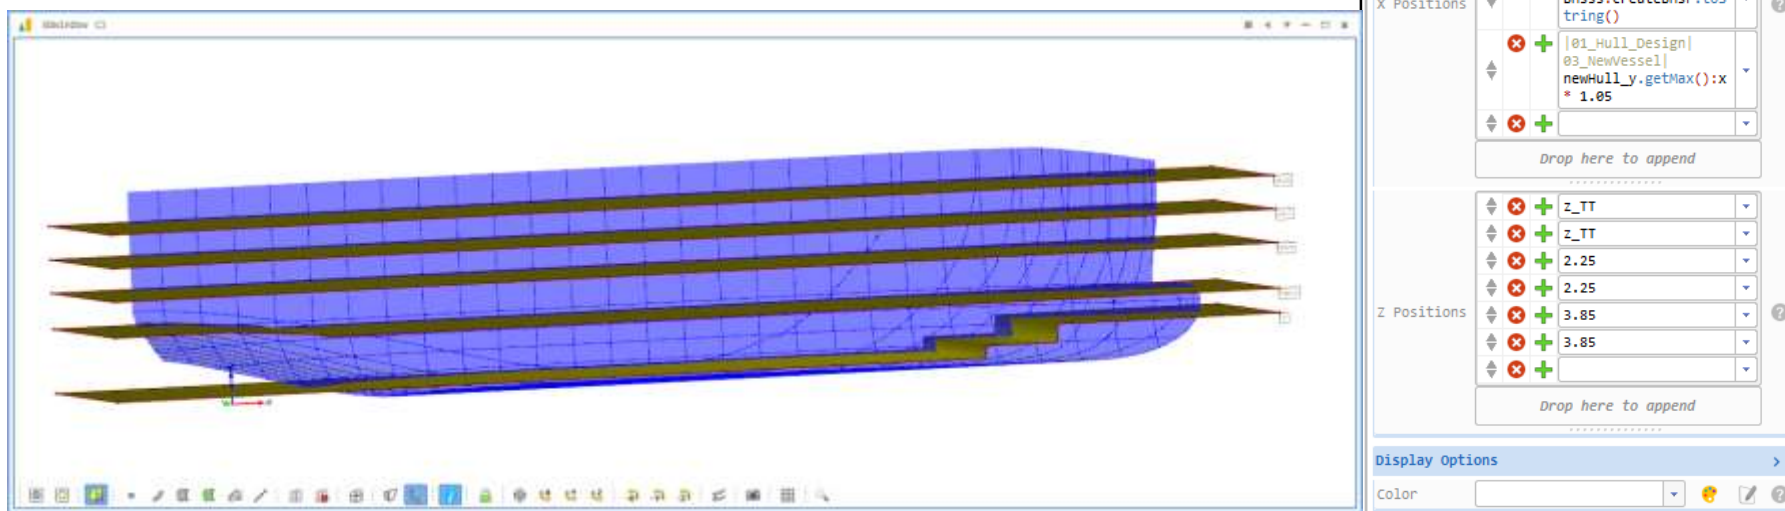 X Positions
tring()
|01_Hull_Design|
03_NewVessel|
newHull_y.getMax():x
* 1.05
Drop here to append
z_TT
z_TT
2.25
2.25
Z Positions
3.85
3.85
Drop here to append
Display Options
Color